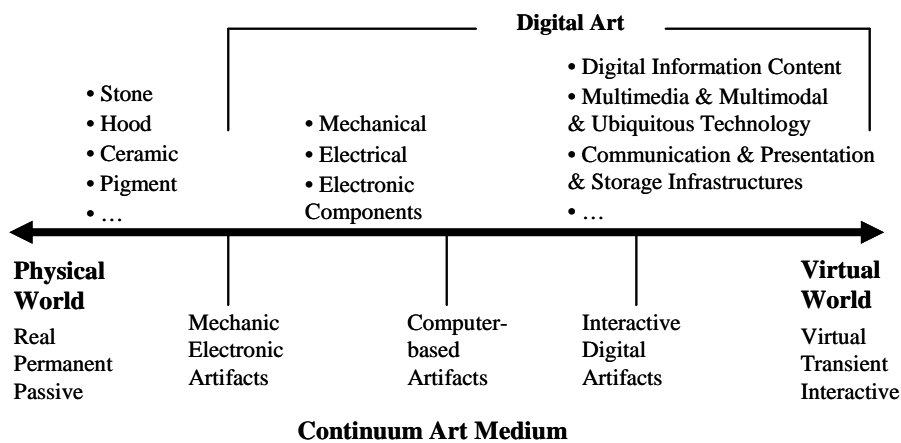 Digital Art
• Stone
• Hood
• Ceramic
• Pigment
• …
• Mechanical
• Electrical
• Electronic
Components
• Digital Information Content
• Multimedia & Multimodal
& Ubiquitous Technology
• Communication & Presentation
& Storage Infrastructures
• …
Physical
World
Real
Permanent
Passive
Mechanic
Electronic
Artifacts
Computer-
based
Artifacts
Interactive
Digital
Artifacts
Virtual
World
Virtual
Transient
Interactive
Continuum Art Medium